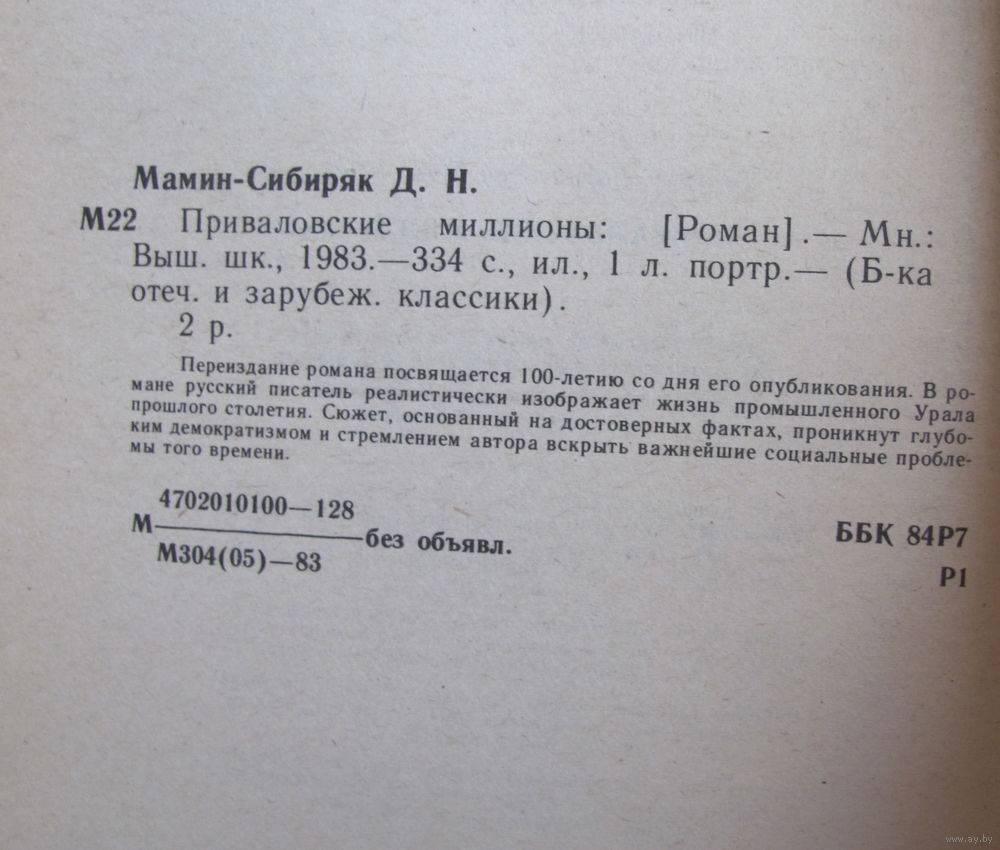 Мамин-Сибиряк Д. Н.
М22 Приваловские миллионы: [Роман].— Мн.:
Выш. шк., 1983.—334 с., ил., 1 л. портр.— (Б-ка
отеч. и зарубеж. классики).
2 р.
Переиздание романа посвящается 100-летию со дня его опубликования. В ро-
мане русский писатель реалистически изображает жизнь промышленного Урала
прошлого столетия. Сюжет, основанный на достоверных фактах, проникнут глубо-
ким демократизмом и стремлением автора вскрыть важнейшие социальные пробле-
мы того времени.
4702010100—128
М—без объявл.
М304(05)—83
ББК 84Р7
Р1
www.ay.by